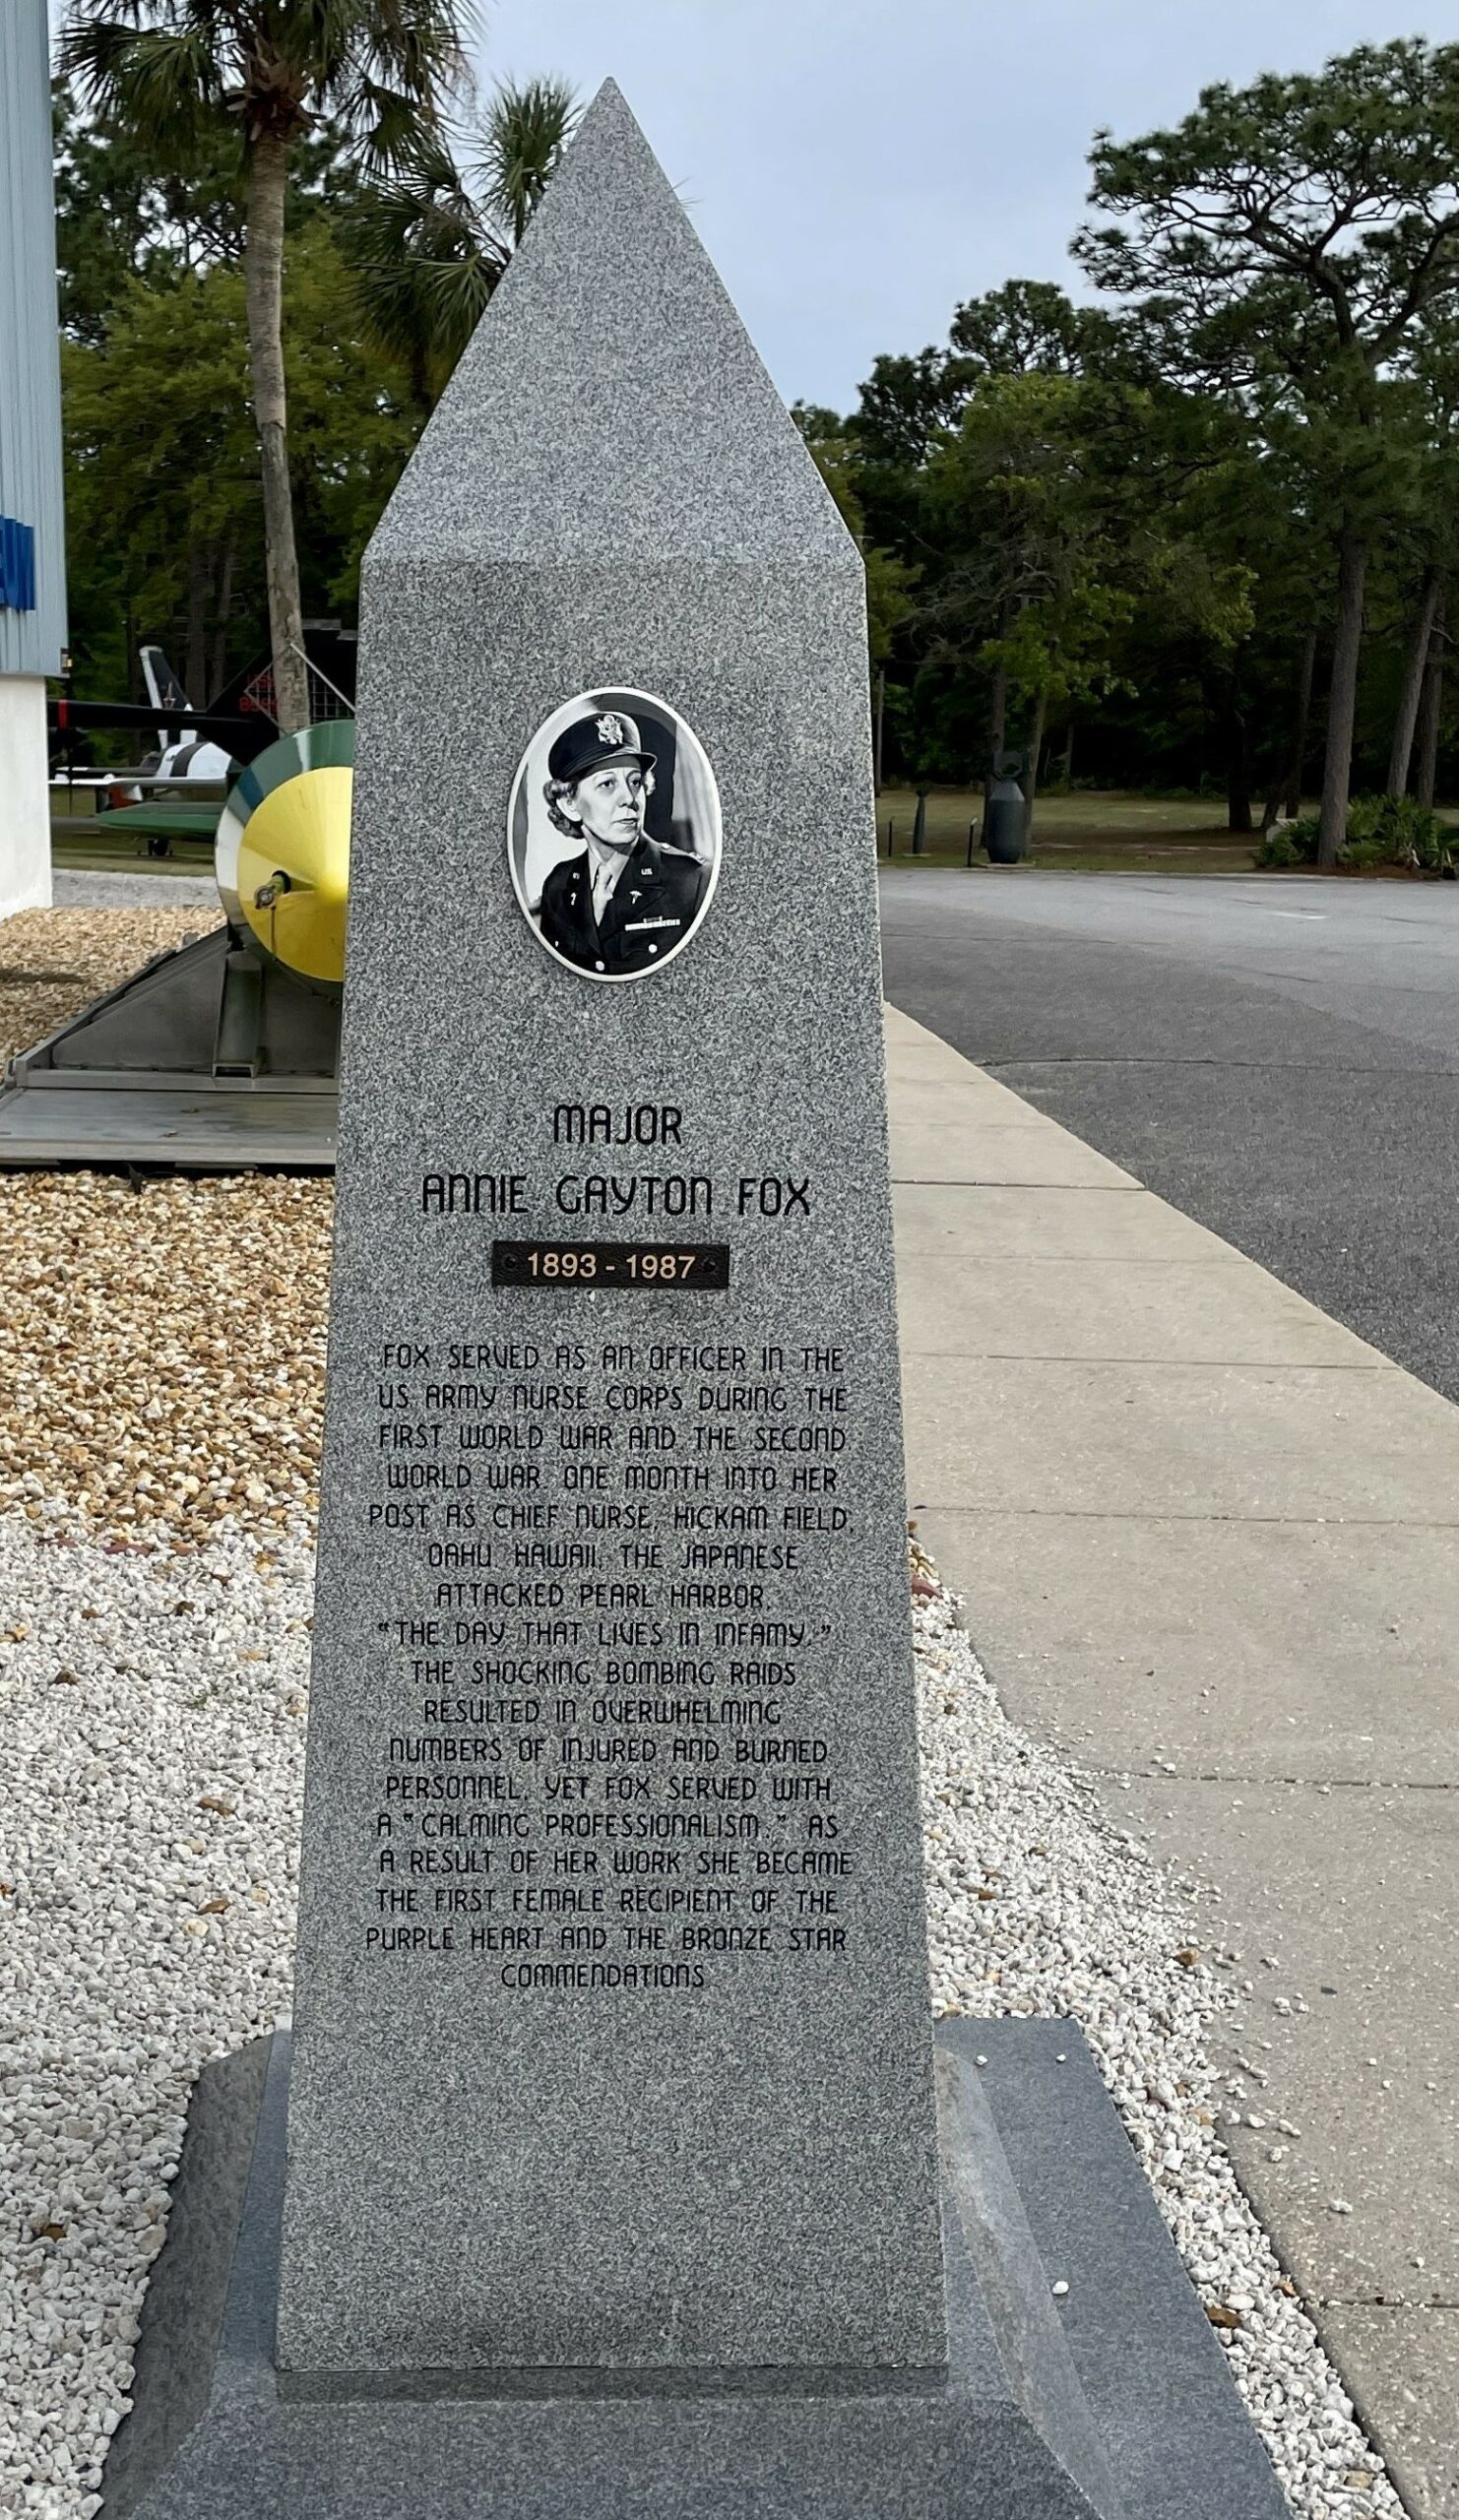 MAJOR
ANNIE GAYTON FOX
1893 - 1987
FOX SERVED AS AN OFFICER IN THE
US ARMY NURSE CORPS DURING THE
FIRST WORLD WAR AND THE SECOND
WORLD WAR. ONE MONTH INTO HER
POST AS CHIEF NURSE, HICKAM FIELD,
OAHU, HAWAII, THE JAPANESE
ATTACKED PEARL HARBOR,
"THE DAY THAT LIVES IN INFAMY."
THE SHOCKING BOMBING RAIDS
RESULTED IN OVERWHELMING
NUMBERS OF INJURED AND BURNED
PERSONNEL, YET FOX SERVED WITH
A "CALMING PROFESSIONALISM." AS
A RESULT OF HER WORK SHE BECAME
THE FIRST FEMALE RECIPIENT OF THE
PURPLE HEART AND THE BRONZE STAR
COMMENDATIONS